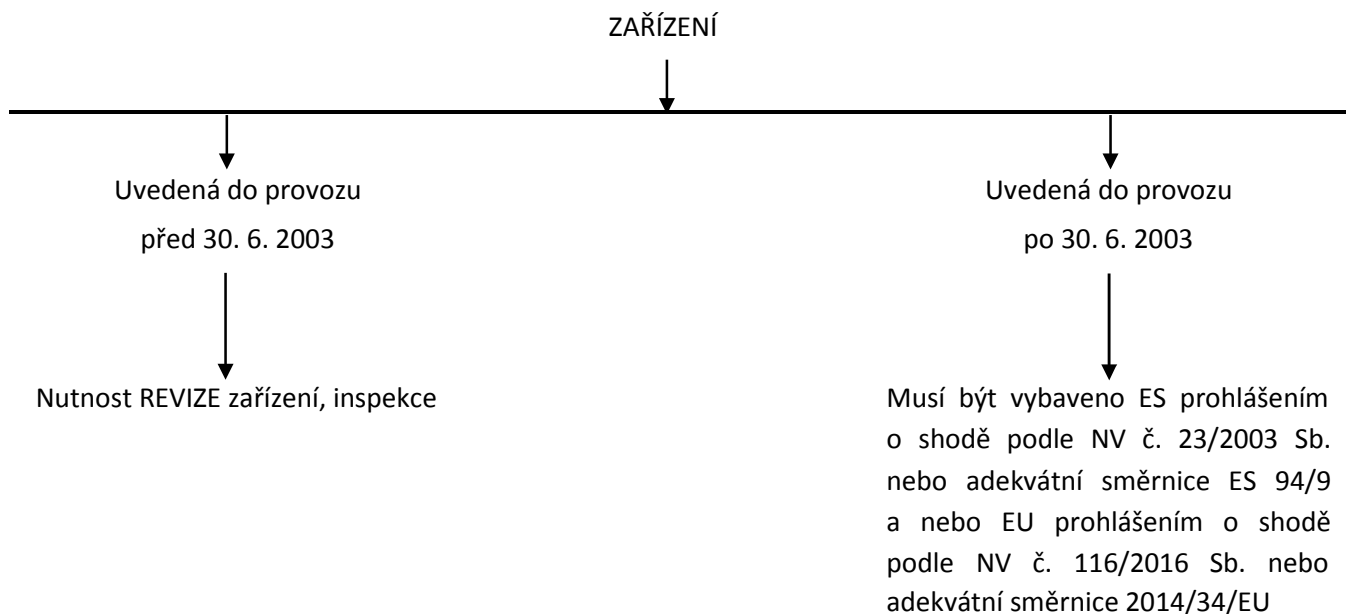 ZAŘÍZENÍ
Uvedená do provozu
před 30. 6. 2003
Nutnost REVIZE zařízení, inspekce
Uvedená do provozu
po 30. 6. 2003
Musí být vybaveno ES prohlášením
o shodě podle NV č. 23/2003 Sb.
nebo adekvátní směrnice ES 94/9
a nebo EU prohlášením o shodě
podle NV č. 116/2016 Sb. nebo
adekvátní směrnice 2014/34/EU